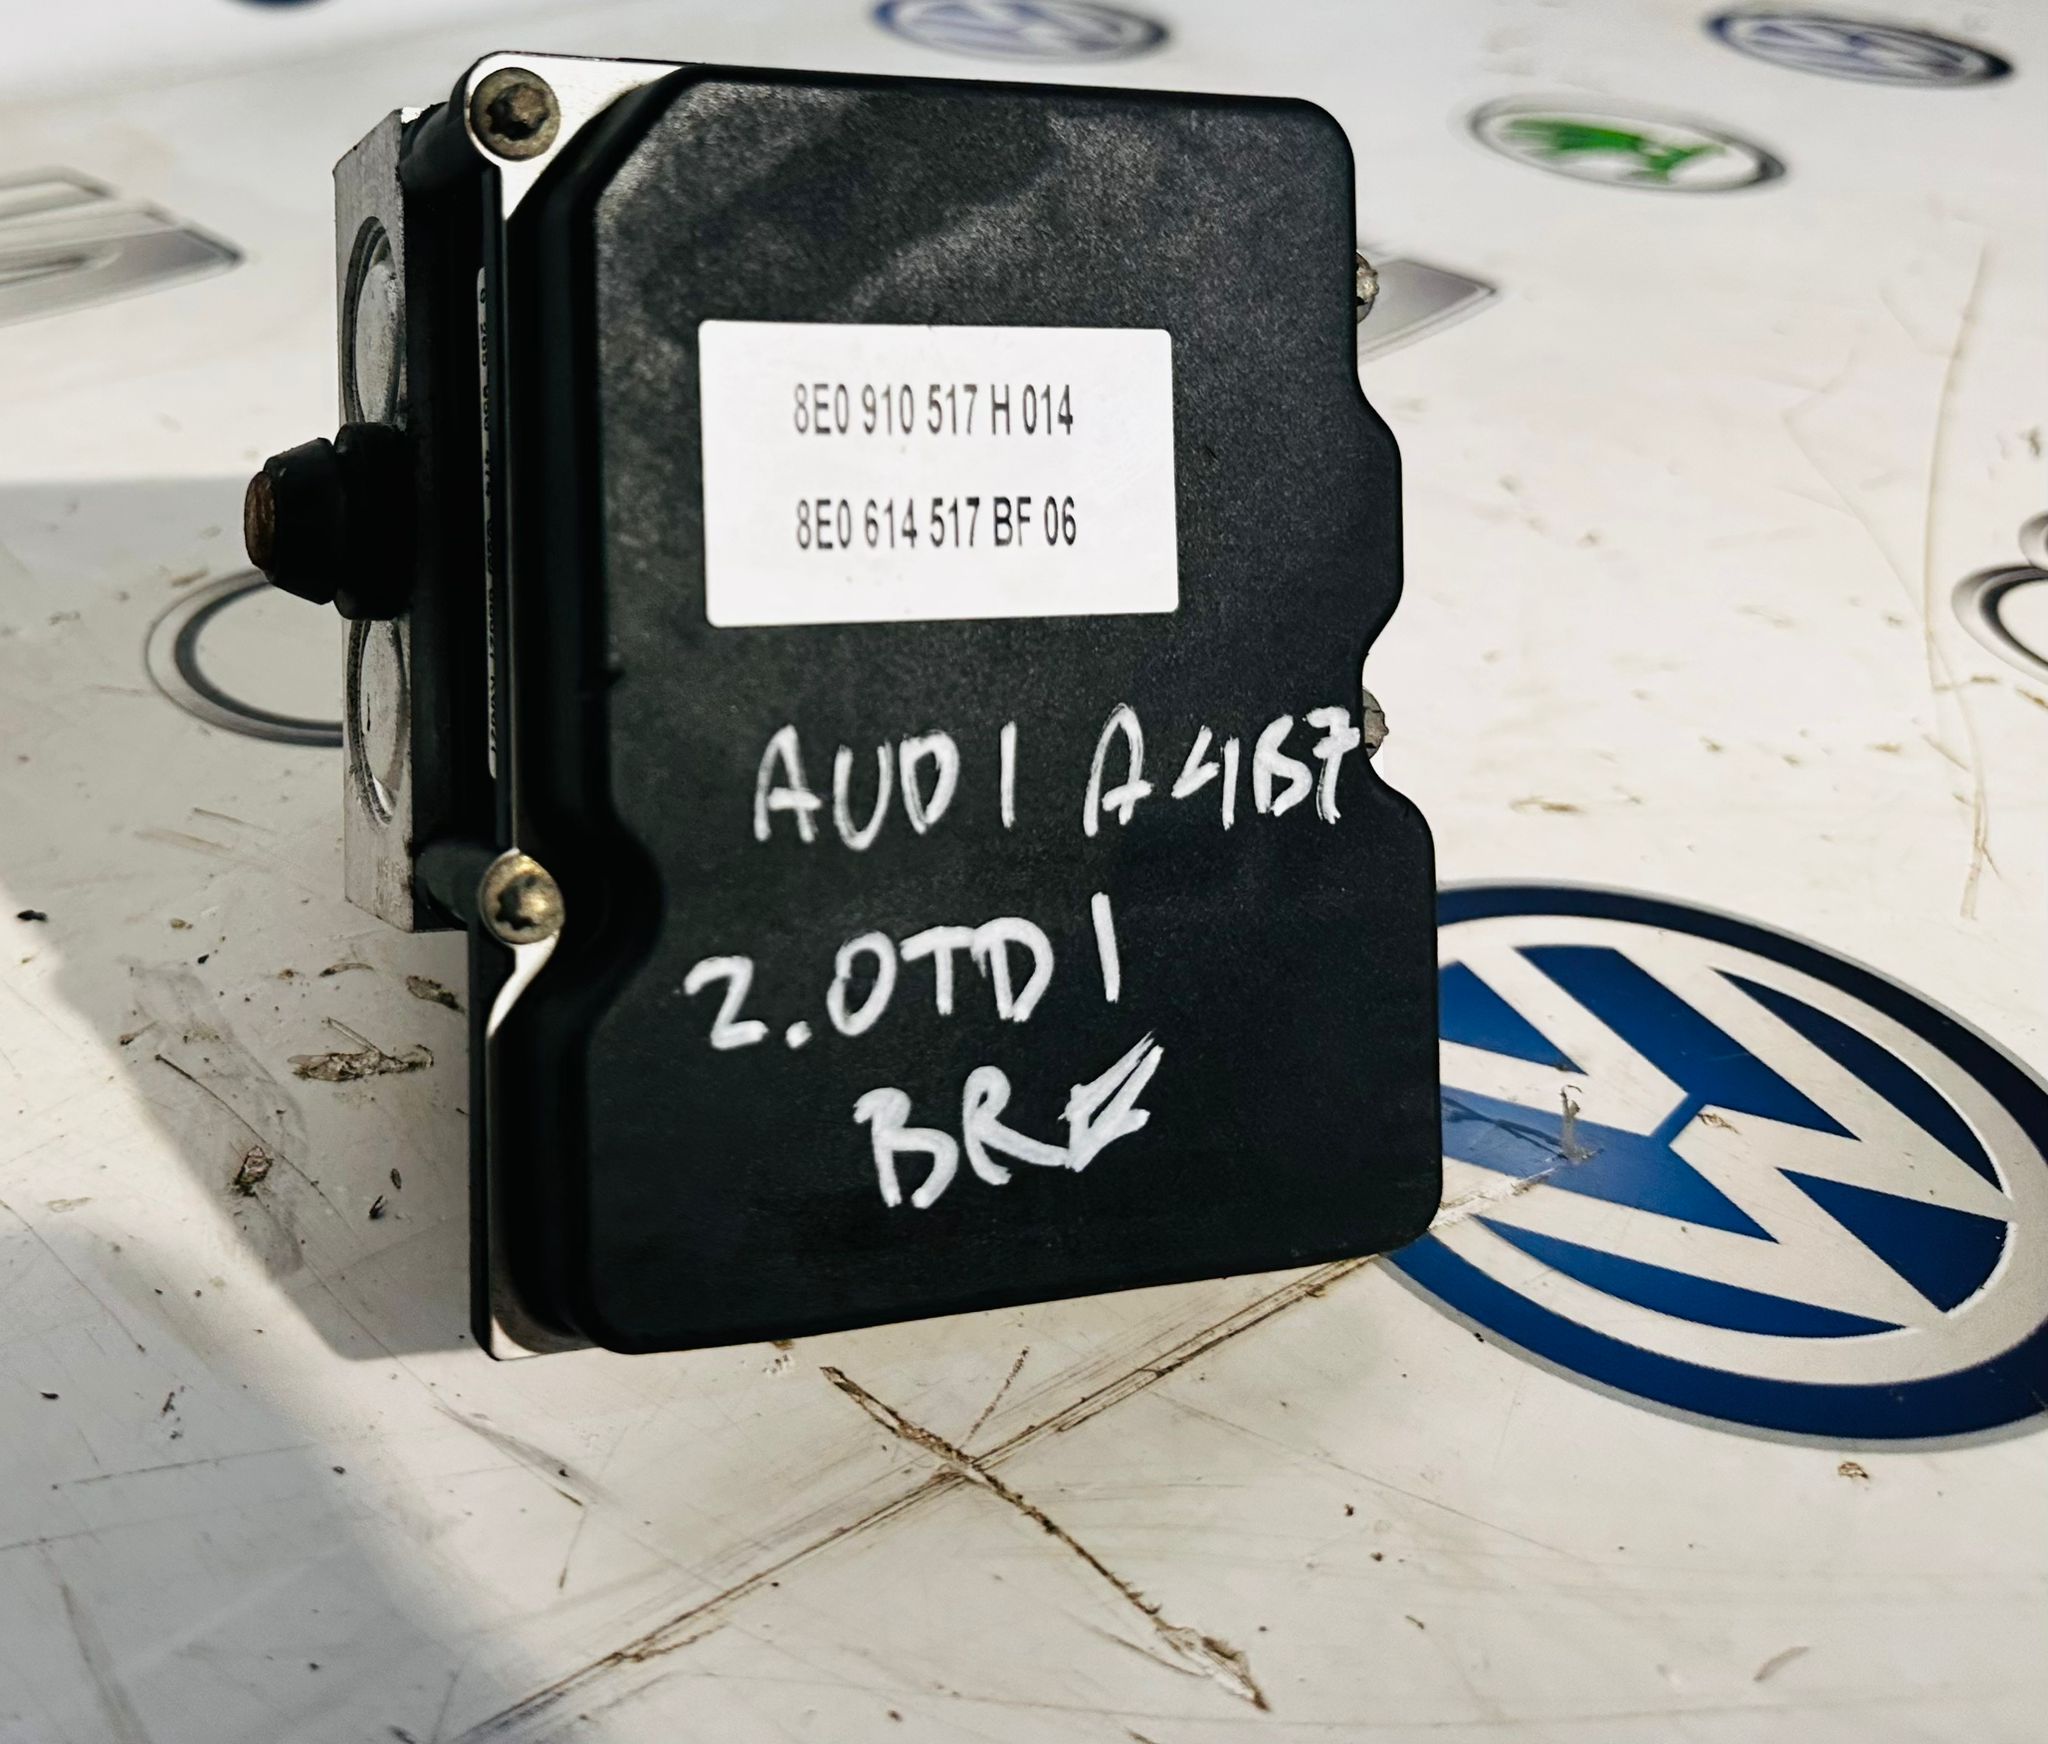 8E0 910 517 H 014
8E0 614 517 BF 06
AUDI A4B7
2.0TDI
BRE